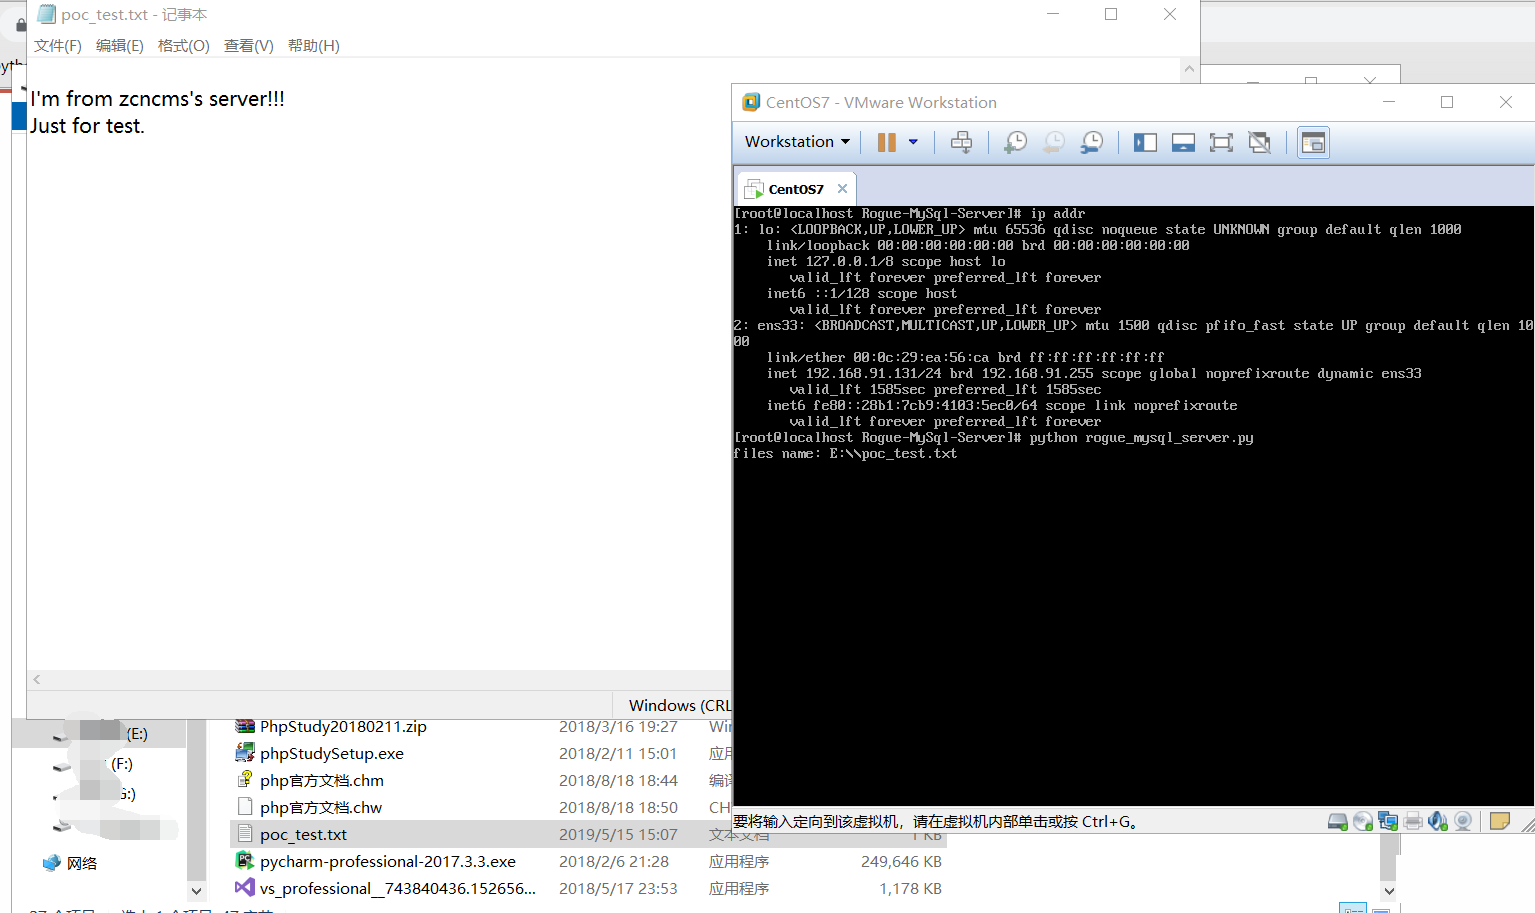 poc_test.txt - 记事本
文件(F) 编辑(E) 格式(O) 查看(V) 帮助(H)
I'm from zcncms's server!!!
Just for test.
Windows (CRL
CentOS7 - VMware Workstation
Workstation
CentOS7
[root@localhost Rogue-MySql-Server]# ip addr
1: lo: <LOOPBACK,UP,LOWER_UP> mtu 65536 qdisc noqueue state UNKNOWN group default qlen 1000
link/loopback 00:00:00:00:00:00 brd 00:00:00:00:00:00
inet 127.0.0.1/8 scope host lo
valid_lft forever preferred_lft forever
inet6 ::1/128 scope host
valid_lft forever preferred_lft forever
2: ens33: <BROADCAST,MULTICAST,UP,LOWER_UP> mtu 1500 qdisc pfifo_fast state UP group default qlen 10
00
link/ether 00:0c:29:ea:56:ca brd ff:ff:ff:ff:ff:ff
inet 192.168.91.131/24 brd 192.168.91.255 scope global noprefixroute dynamic ens33
valid_lft 1585sec preferred_lft 1585sec
inet6 fe80::28b1:7cb9:4103:5ec0/64 scope link noprefixroute
valid_lft forever preferred_lft forever
[root@localhost Rogue-MySql-Server]# python rogue_mysql_server.py
files name: E:\\poc_test.txt
要将输入定向到该虚拟机，请在虚拟机内部单击或按 Ctrl+G。
(E:)
(F:)
G:)
网络
PhpStudy20180211.zip 2018/3/16 19:27 Win
phpStudySetup.exe 2018/2/11 15:01 应用
php官方文档.chm 2018/8/18 18:44 编译
php官方文档.chw 2018/8/18 18:50 CH
poc_test.txt 2019/5/15 15:07 文本文档 1 KB
pycharm-professional-2017.3.3.exe 2018/2/6 21:28 应用程序 249,646 KB
vs_professional__743840436.152656... 2018/5/17 23:53 应用程序 1,178 KB